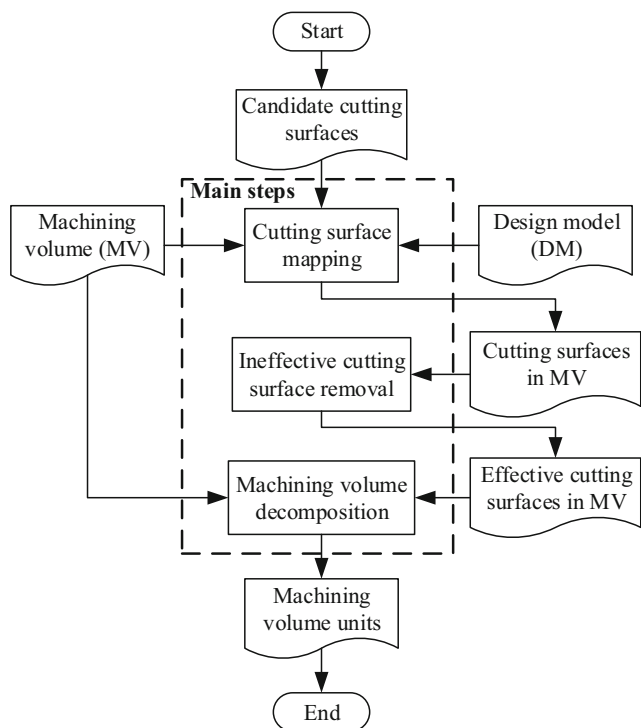 Start
Candidate cutting
surfaces
Main steps
Machining
volume (MV)
Cutting surface
mapping
Design model
(DM)
Ineffective cutting
surface removal
Cutting surfaces
in MV
Machining volume
decomposition
Effective cutting
surfaces in MV
Machining
volume units
End